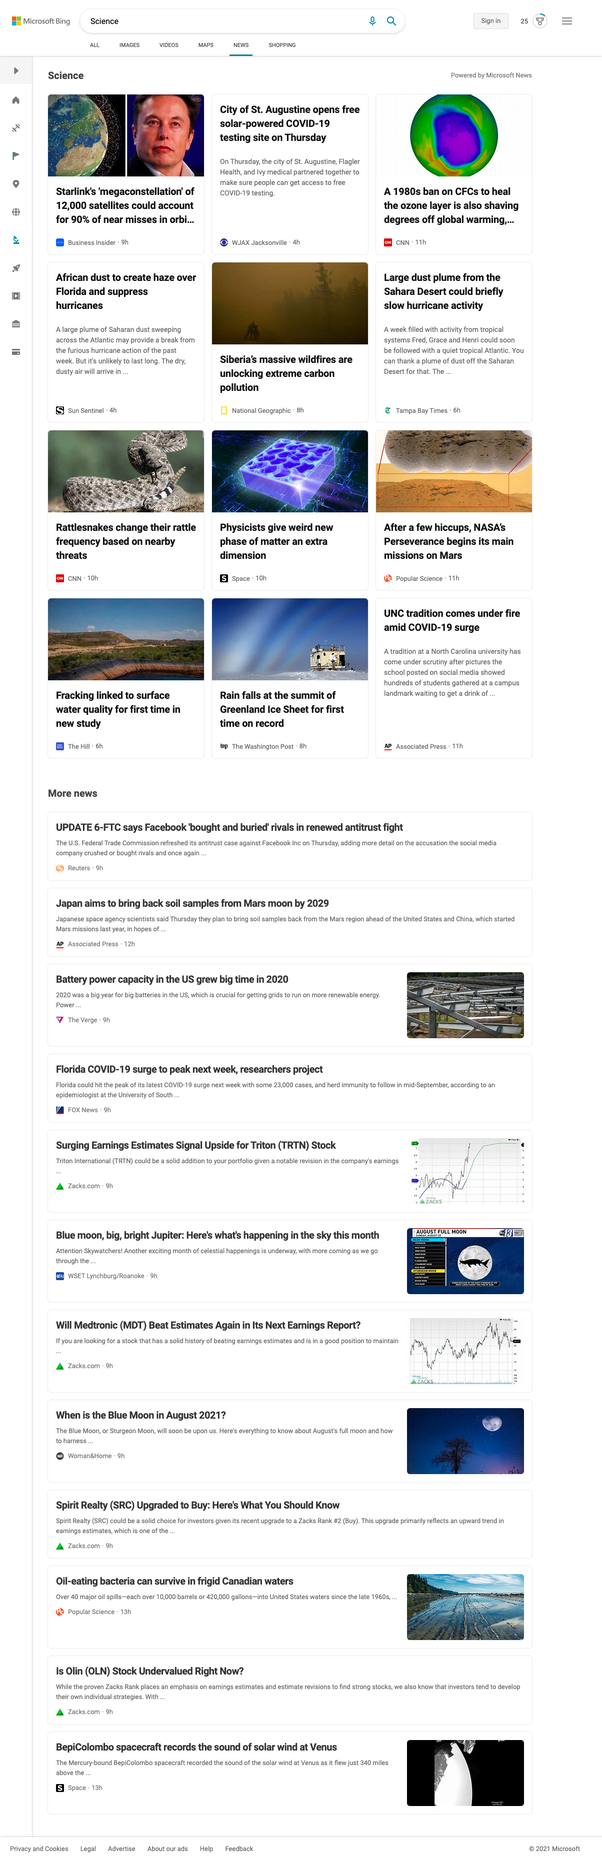 Microsoft Bing
Science
Sign in
25
ALL
IMAGES
VIDEOS
MAPS
NEWS
SHOPPING
Science
Powered by Microsoft News
Starlink's 'megaconstellation' of
12,000 satellites could account
for 90% of near misses in orbi...
Business Insider · 9h
City of St. Augustine opens free
solar-powered COVID-19
testing site on Thursday
On Thursday, the city of St. Augustine, Flagler
Health, and Ivy medical partnered together to
make sure people can get access to free
COVID-19 testing.
WJAX Jacksonville · 4h
A 1980s ban on CFCs to heal
the ozone layer is also shaving
degrees off global warming,...
CNN · 11h
African dust to create haze over
Florida and suppress
hurricanes
A large plume of Saharan dust sweeping
across the Atlantic may provide a break from
the furious hurricane action of the past
week. But it's unlikely to last long. The dry,
dusty air will arrive in ...
Sun Sentinel · 4h
Siberia's massive wildfires are
unlocking extreme carbon
pollution
National Geographic · 8h
Large dust plume from the
Sahara Desert could briefly
slow hurricane activity
A week filled with activity from tropical
systems Fred, Grace and Henri could soon
be followed with a quiet tropical Atlantic. You
can thank a plume of dust off the Saharan
Desert for that. The ...
Tampa Bay Times · 6h
Rattlesnakes change their rattle
frequency based on nearby
threats
CNN · 10h
Physicists give weird new
phase of matter an extra
dimension
Space · 10h
After a few hiccups, NASA's
Perseverance begins its main
missions on Mars
Popular Science · 11h
Fracking linked to surface
water quality for first time in
new study
The Hill · 6h
Rain falls at the summit of
Greenland Ice Sheet for first
time on record
The Washington Post · 8h
UNC tradition comes under fire
amid COVID-19 surge
A tradition at a North Carolina university has
come under scrutiny after pictures the
school posted on social media showed
hundreds of students gathered at a campus
landmark waiting to get a drink of ...
Associated Press · 11h
More news
UPDATE 6-FTC says Facebook 'bought and buried' rivals in renewed antitrust fight
The U.S. Federal Trade Commission refreshed its antitrust case against Facebook Inc on Thursday, adding more detail on the accusation the social media
company crushed or bought rivals and once again ...
Reuters · 9h
Japan aims to bring back soil samples from Mars moon by 2029
Japanese space agency scientists said Thursday they plan to bring soil samples back from the Mars region ahead of the United States and China, which started
Mars missions last year, in hopes of ...
Associated Press · 12h
Battery power capacity in the US grew big time in 2020
2020 was a big year for big batteries in the US, which is crucial for getting grids to run on more renewable energy.
Power ...
The Verge · 9h
Florida COVID-19 surge to peak next week, researchers project
Florida could hit the peak of its latest COVID-19 surge next week with some 23,000 cases, and herd immunity to follow in mid-September, according to an
epidemiologist at the University of South ...
FOX News · 9h
Surging Earnings Estimates Signal Upside for Triton (TRTN) Stock
Triton International (TRTN) could be a solid addition to your portfolio given a notable revision in the company's earnings
...
Zacks.com · 9h
ZACKS
Blue moon, big, bright Jupiter: Here's what's happening in the sky this month
Attention Skywatchers! Another exciting month of celestial happenings is underway, with more coming as we go
through the ...
WSET Lynchburg/Roanoke · 9h
AUGUST FULL MOON
13
Will Medtronic (MDT) Beat Estimates Again in Its Next Earnings Report?
If you are looking for a stock that has a solid history of beating earnings estimates and is in a good position to maintain
...
Zacks.com · 9h
ZACKS
When is the Blue Moon in August 2021?
The Blue Moon, or Sturgeon Moon, will soon be upon us. Here's everything to know about August's full moon and how
to harness ...
Woman&Home · 9h
Spirit Realty (SRC) Upgraded to Buy: Here's What You Should Know
Spirit Realty (SRC) could be a solid choice for investors given its recent upgrade to a Zacks Rank #2 (Buy). This upgrade primarily reflects an upward trend in
earnings estimates, which is one of the ...
Zacks.com · 9h
Oil-eating bacteria can survive in frigid Canadian waters
Over 40 major oil spills—each over 10,000 barrels or 420,000 gallons—into United States waters since the late 1960s, ...
Popular Science · 13h
Is Olin (OLN) Stock Undervalued Right Now?
While the proven Zacks Rank places an emphasis on earnings estimates and estimate revisions to find strong stocks, we also know that investors tend to develop
their own individual strategies. With ...
Zacks.com · 9h
BepiColombo spacecraft records the sound of solar wind at Venus
The Mercury-bound BepiColombo spacecraft recorded the sound of the solar wind at Venus as it flew just 340 miles
above the ...
Space · 13h
Privacy and Cookies
Legal
Advertise
About our ads
Help
Feedback
© 2021 Microsoft